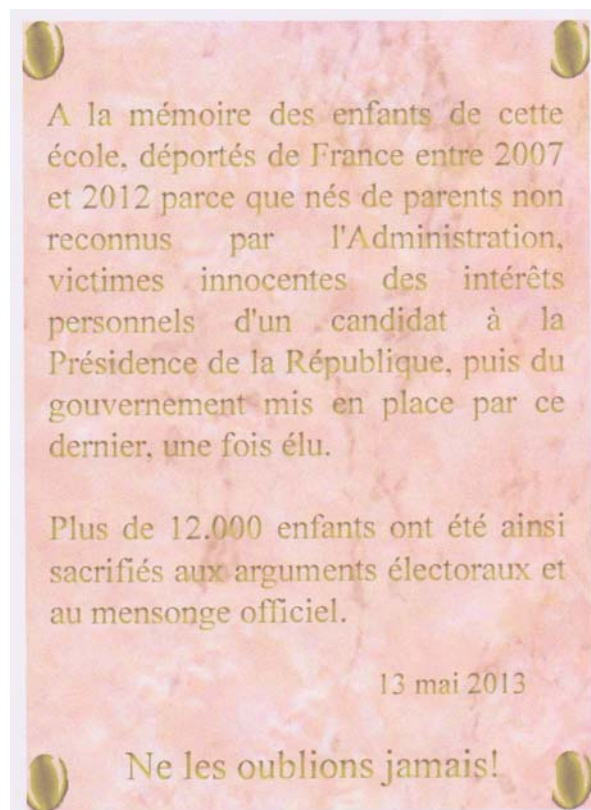 A la mémoire des enfants de cette
école, déportés de France entre 2007
et 2012 parce que nés de parents non
reconnus par l'Administration,
victimes innocentes des intérêts
personnels d'un candidat à la
Présidence de la République, puis du
gouvernement mis en place par ce
dernier, une fois élu.
Plus de 12.000 enfants ont été ainsi
sacrifiés aux arguments électoraux et
au mensonge officiel.
13 mai 2013
Ne les oublions jamais!